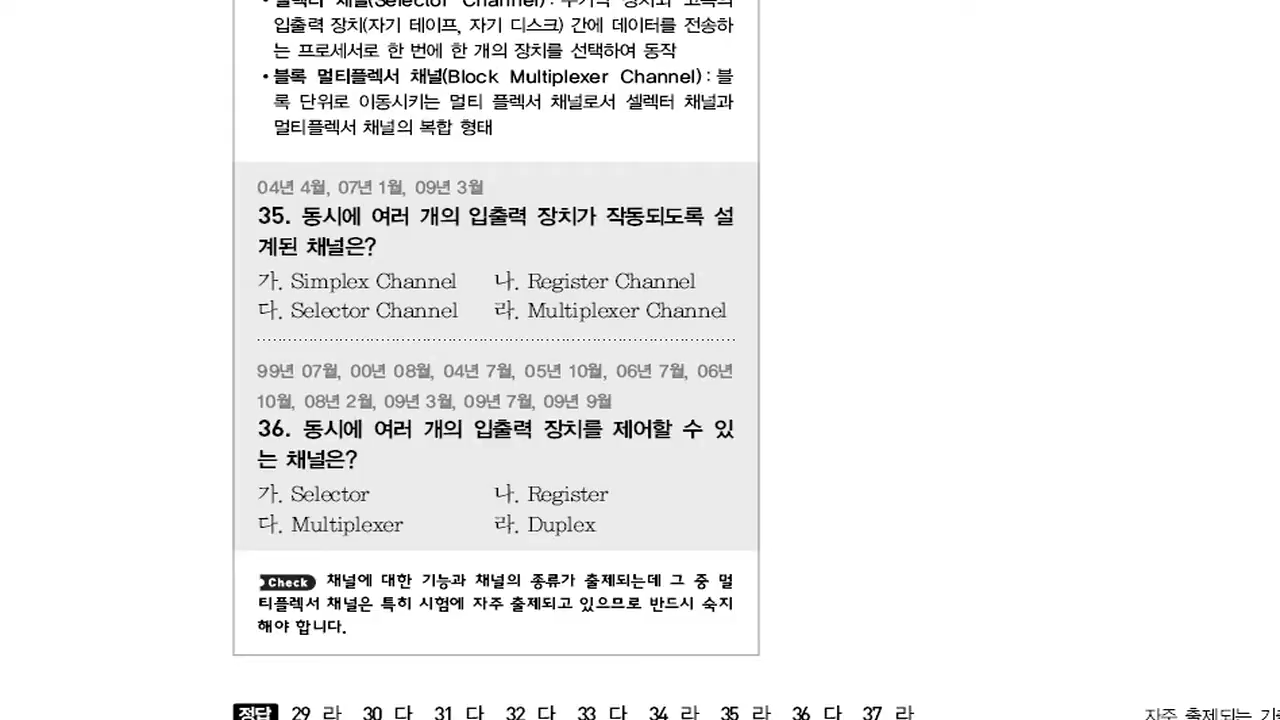 입출력 장치(자기 테이프, 자기 디스크) 간에 데이터를 전송하
는 프로세서로 한 번에 한 개의 장치를 선택하여 동작
• 블록 멀티플렉서 채널(Block Multiplexer Channel) : 블
록 단위로 이동시키는 멀티 플렉서 채널로서 셀렉터 채널과
멀티플렉서 채널의 복합 형태
04년 4월, 07년 1월, 09년 3월
35. 동시에 여러 개의 입출력 장치가 작동되도록 설
계된 채널은?
가. Simplex Channel 나. Register Channel
다. Selector Channel 라. Multiplexer Channel
99년 07월, 00년 08월, 04년 7월, 05년 10월, 06년 7월, 06년
10월, 08년 2월, 09년 3월, 09년 7월, 09년 9월
36. 동시에 여러 개의 입출력 장치를 제어할 수 있
는 채널은?
가. Selector 나. Register
다. Multiplexer 라. Duplex
Check 채널에 대한 기능과 채널의 종류가 출제되는데 그 중 멀
티플렉서 채널은 특히 시험에 자주 출제되고 있으므로 반드시 숙지
해야 합니다.
정답 29 라 30 다 31 다 32 다 33 다 34 라 35 라 36 다 37 라
자주 출제되는